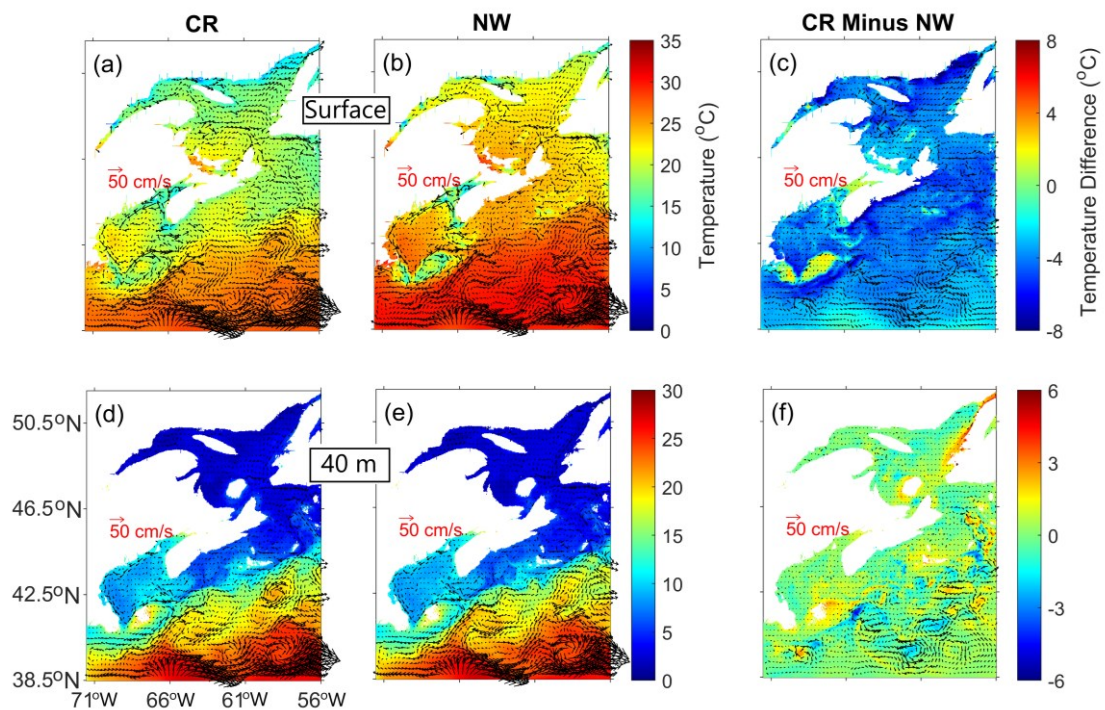 CR
NW
CR Minus NW
(a)
(b)
(c)
Surface
50 cm/s
50 cm/s
50 cm/s
35
30
25
20
15
10
5
0
Temperature (°C)
8
4
0
-4
-8
Temperature Difference (°C)
(d)
(e)
(f)
40 m
50 cm/s
50 cm/s
50 cm/s
50.5°N
46.5°N
42.5°N
38.5°N
71°W 66°W 61°W 56°W
30
25
20
15
10
5
0
6
3
0
-3
-6